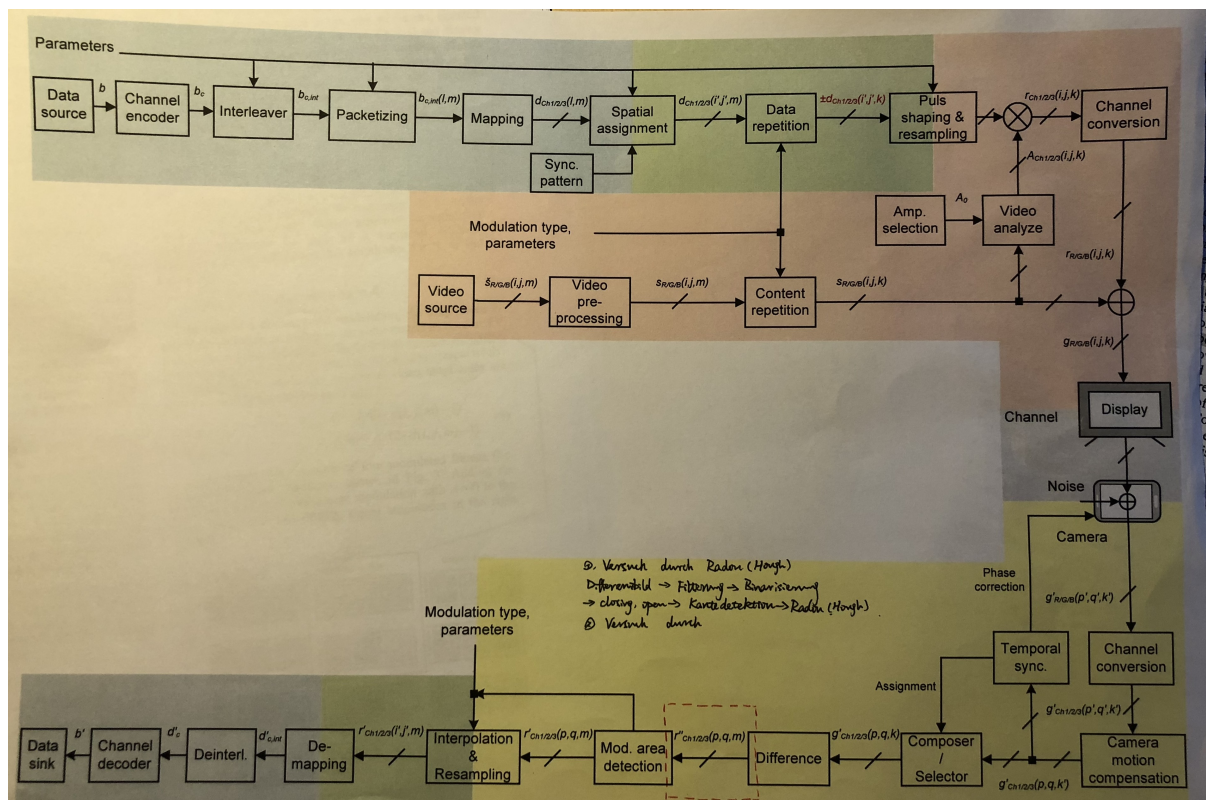 Parameters
Data source
b
Channel encoder
b_c
Interleaver
b_c,int
Packetizing
b_c,int(l,m)
Mapping
d_Ch1/2/3(l,m)
Spatial assignment
d_Ch1/2/3(i',j',m)
Data repetition
±d_Ch1/2/3(i',j',k)
Puls shaping & resampling
r_Ch1/2/3(i,j,k)
Channel conversion
Sync. pattern
A_Ch1/2/3(i,j,k)
Amp. selection
A_0
Video analyze
Modulation type, parameters
r_R/G/B(i,j,k)
Video source
š_R/G/B(i,j,m)
Video pre-processing
s_R/G/B(i,j,m)
Content repetition
s_R/G/B(i,j,k)
g_R/G/B(i,j,k)
Channel
Display
Noise
Camera
Phase correction
g'_R/G/B(p',q',k')
Versuch durch Radon (Hough)
Differenzbild → Filterung → Binarisierung
→ closing, open → Kantedetektion → Radon (Hough)
② Versuch durch
Modulation type, parameters
Temporal sync.
Channel conversion
Assignment
g'_Ch1/2/3(p',q',k')
Data sink
b'
Channel decoder
d'_c
Deinterl.
d'_c,int
De-mapping
r'_Ch1/2/3(i',j',m)
Interpolation & Resampling
r'_Ch1/2/3(p,q,m)
Mod. area detection
r''_Ch1/2/3(p,q,m)
Difference
g'_Ch1/2/3(p,q,k)
Composer / Selector
g'_Ch1/2/3(p,q,k')
Camera motion compensation